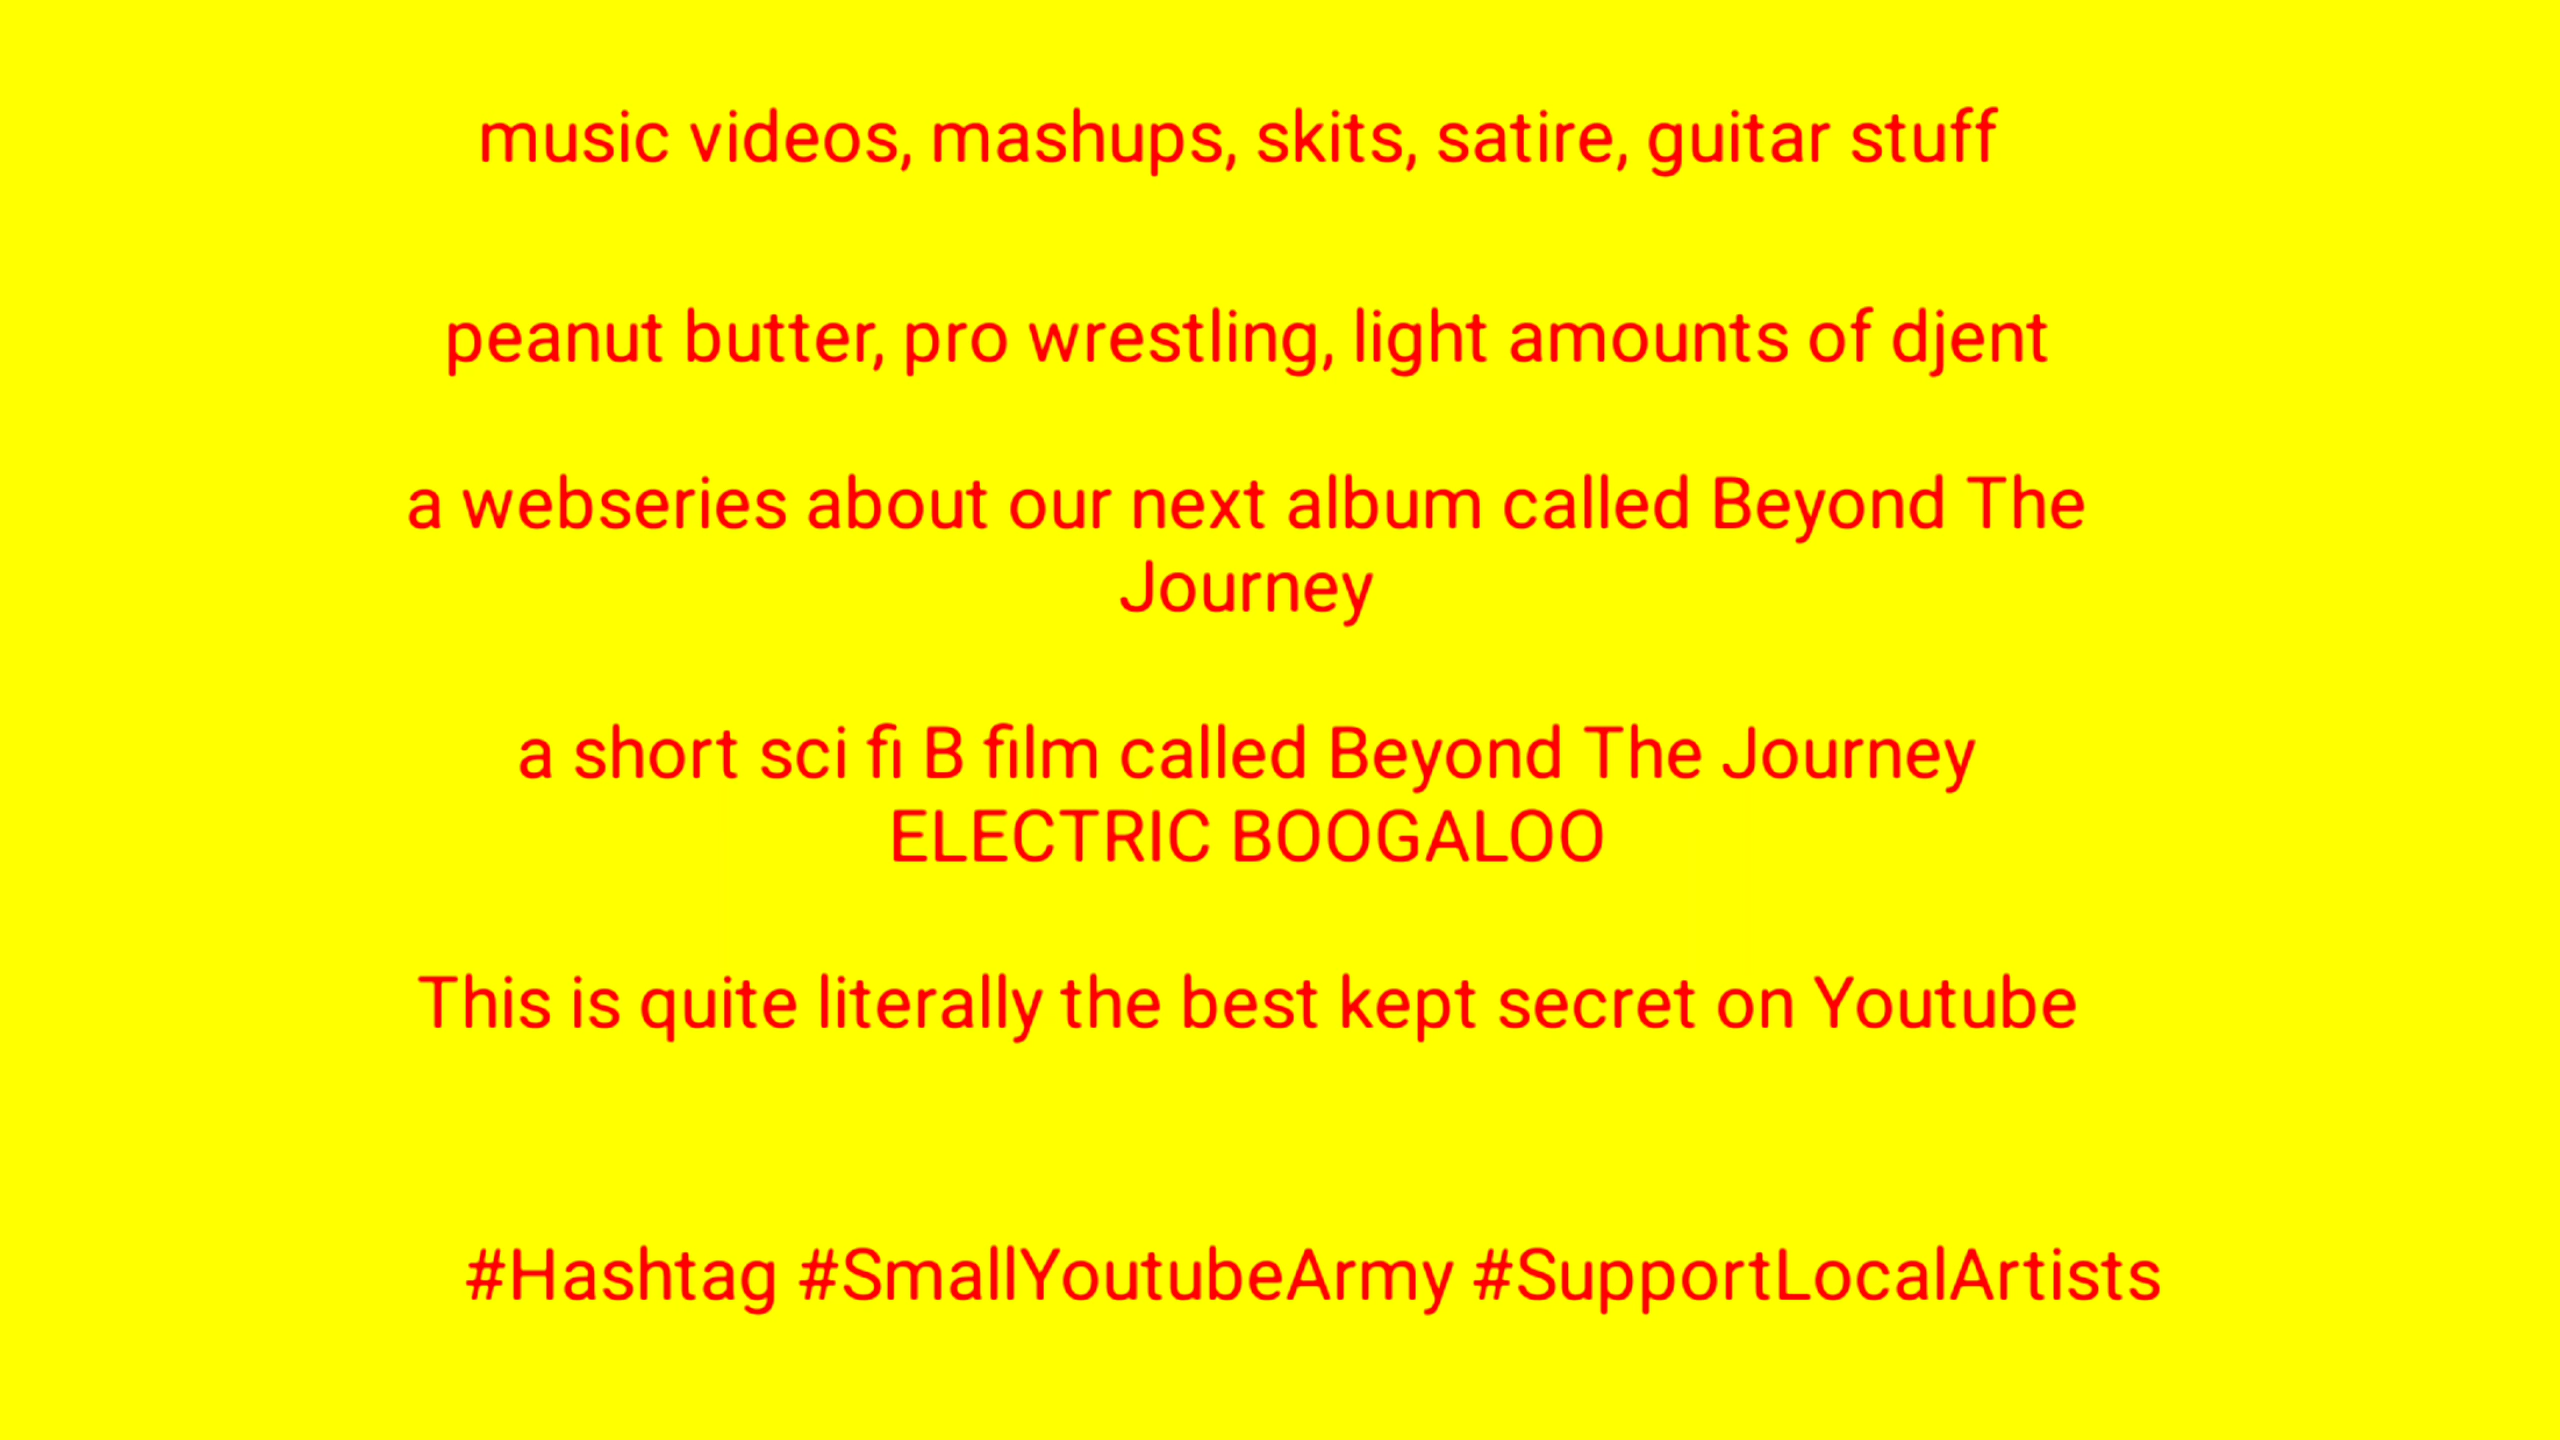 music videos, mashups, skits, satire, guitar stuff
peanut butter, pro wrestling, light amounts of djent
a webseries about our next album called Beyond The
Journey
a short sci fi B film called Beyond The Journey
ELECTRIC BOOGALOO
This is quite literally the best kept secret on Youtube
#Hashtag #SmallYoutubeArmy #SupportLocalArtists